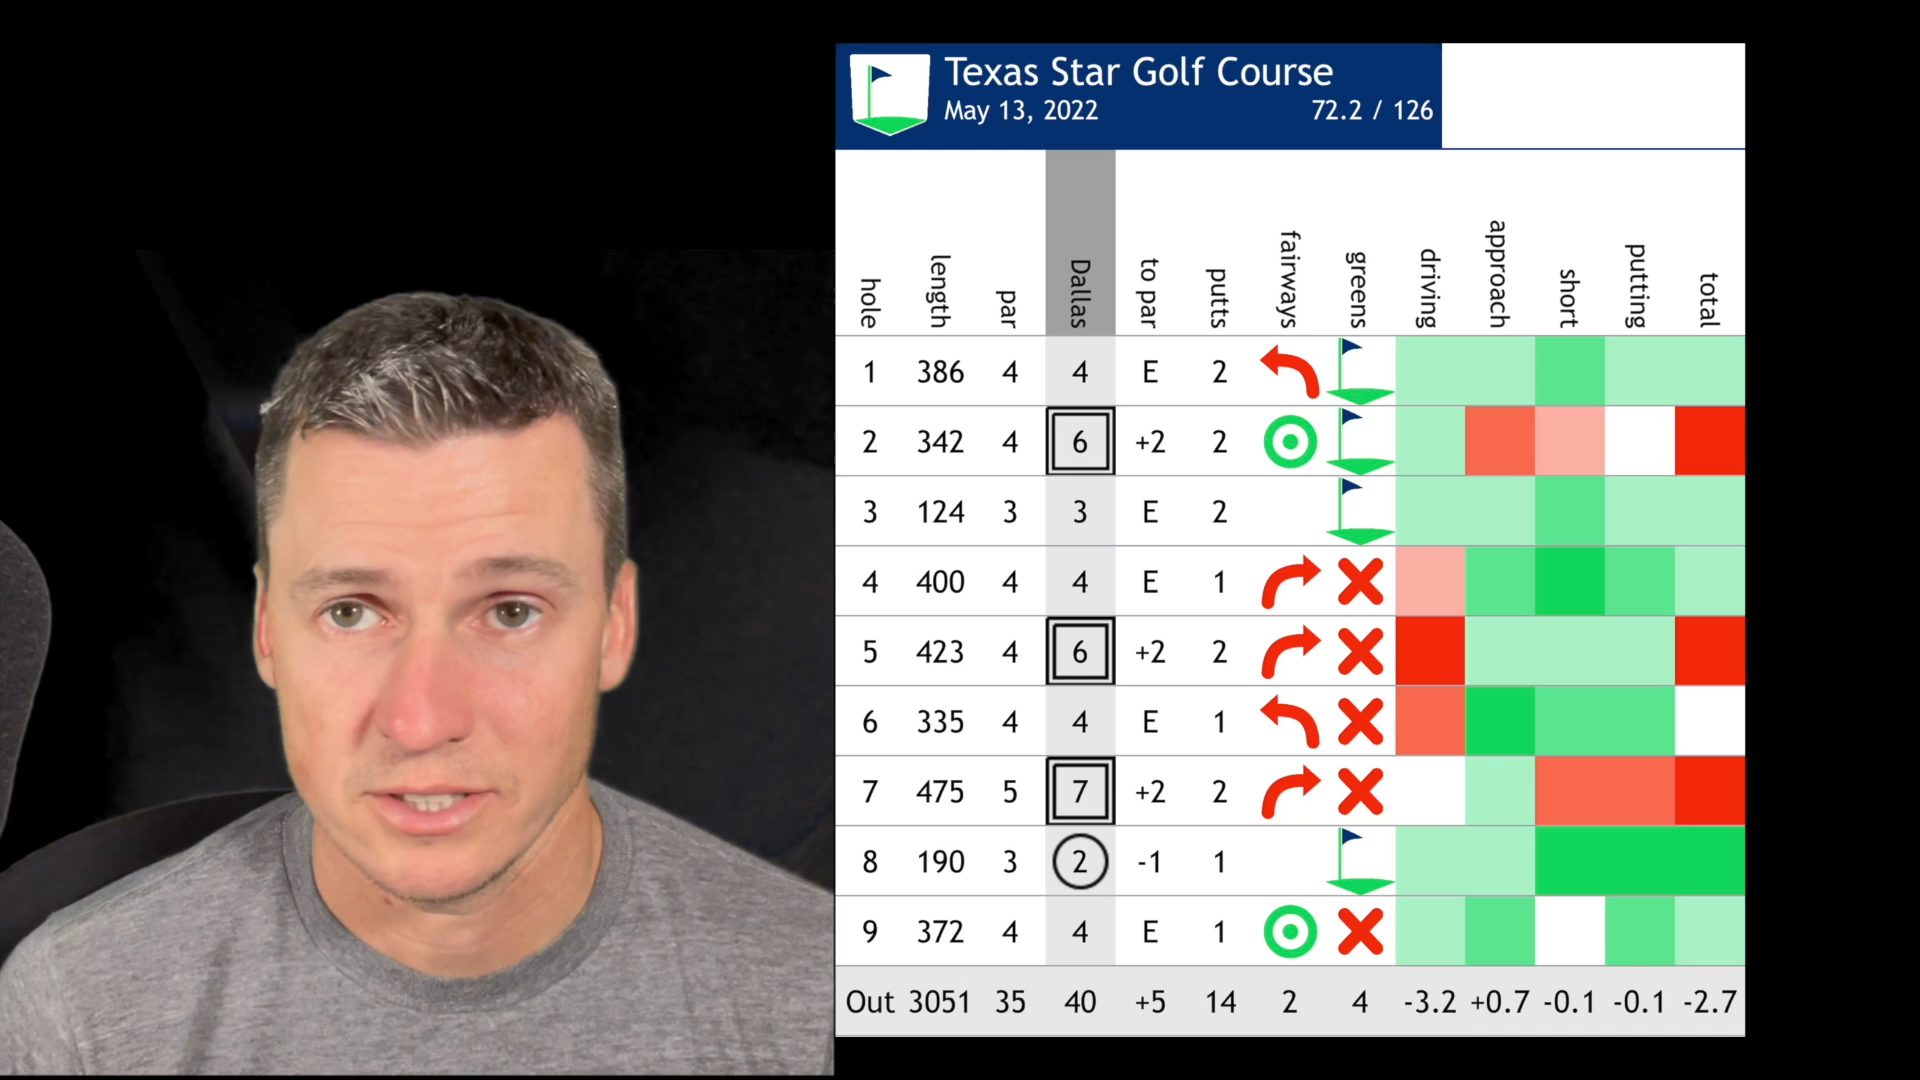 Texas Star Golf Course
May 13, 2022 72.2 / 126
hole length par Dallas to par putts fairways greens driving approach short putting total
1 386 4 4 E 2
2 342 4 6 +2 2
3 124 3 3 E 2
4 400 4 4 E 1
5 423 4 6 +2 2
6 335 4 4 E 1
7 475 5 7 +2 2
8 190 3 2 -1 1
9 372 4 4 E 1
Out 3051 35 40 +5 14 2 4 -3.2 +0.7 -0.1 -0.1 -2.7